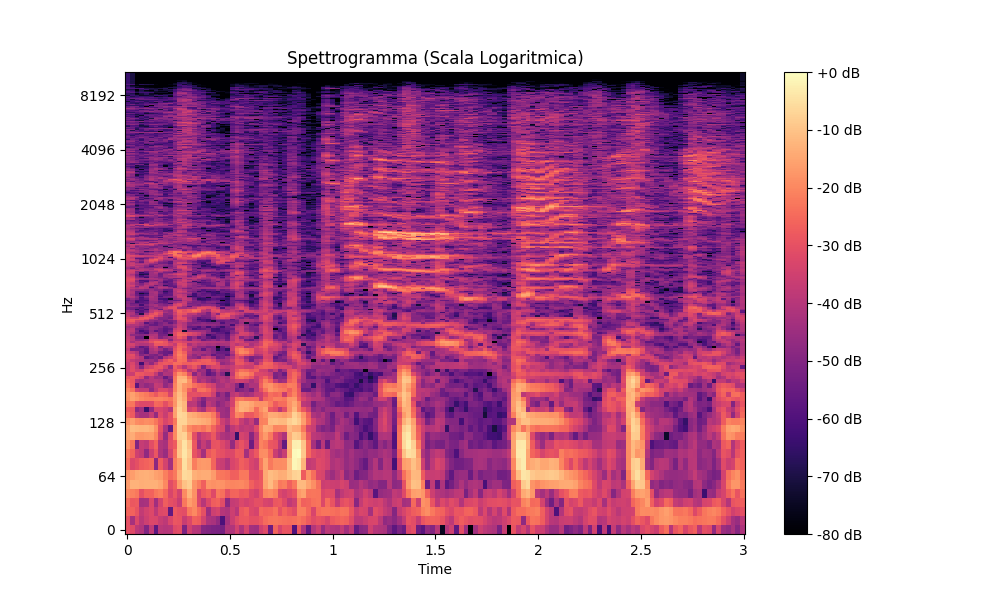 Spettrogramma (Scala Logaritmica)
+0 dB
8192
-10 dB
4096
-20 dB
2048
-30 dB
1024
-40 dB
Hz
512
-50 dB
256
-60 dB
128
-70 dB
64
0
-80 dB
0 0.5 1 1.5 2 2.5 3
Time